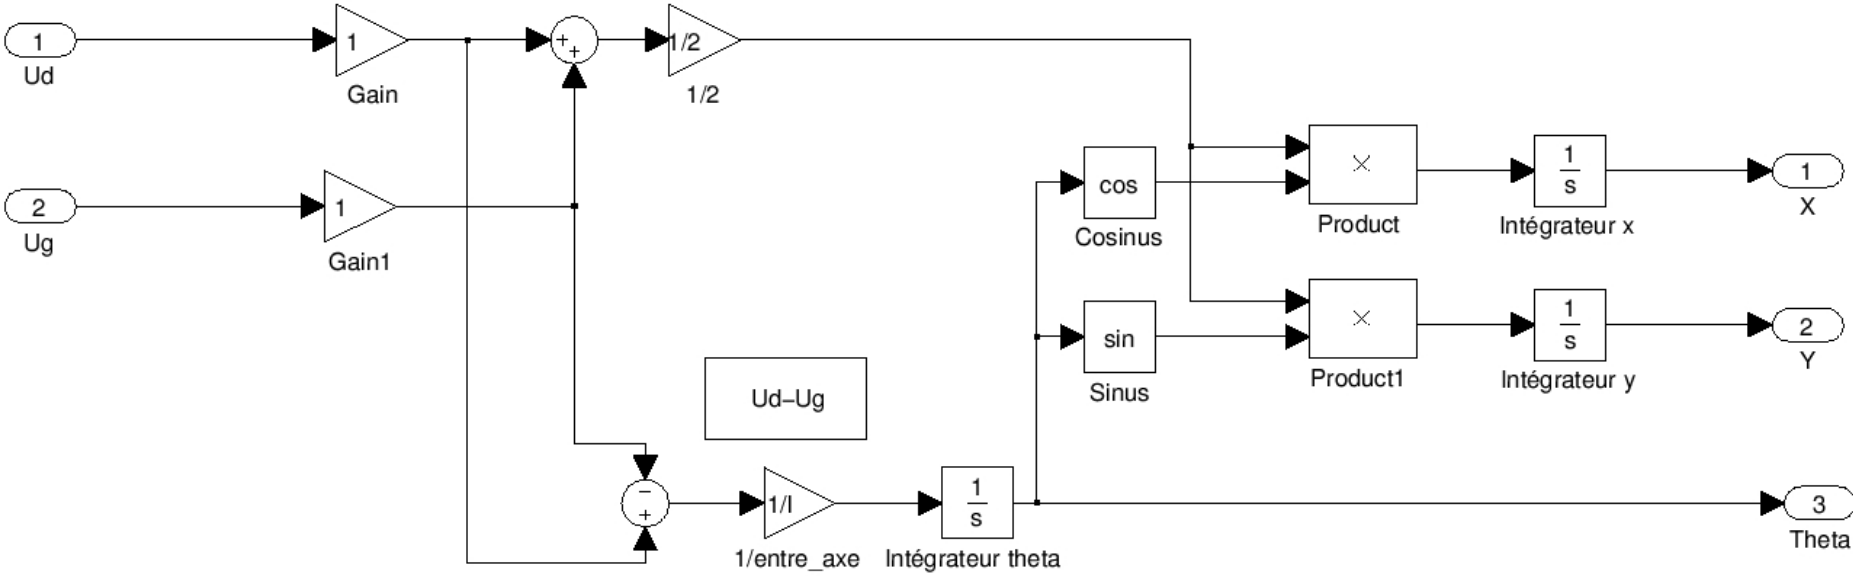 1
Ud
1
Gain
+
+
1/2
1/2
2
Ug
1
Gain1
cos
Cosinus
×
Product
1
s
Intégrateur x
1
X
sin
Sinus
×
Product1
1
s
Intégrateur y
2
Y
Ud−Ug
−
+
1/l
1/entre_axe
1
s
Intégrateur theta
3
Theta